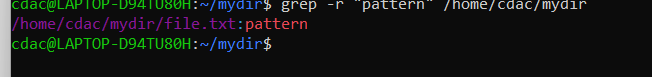 cdac@LAPTOP-D94TU80H:~/mydir$ grep -r "pattern" /home/cdac/mydir
/home/cdac/mydir/file.txt:pattern
cdac@LAPTOP-D94TU80H:~/mydir$